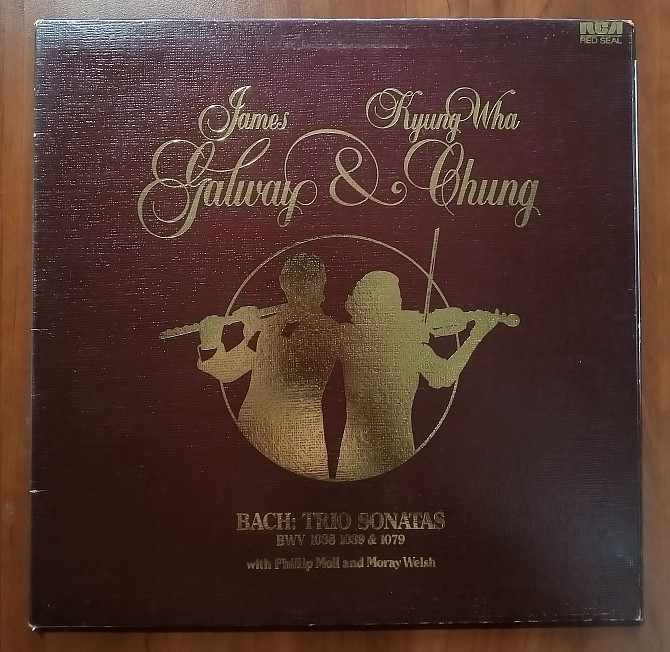 RCA
RED SEAL
James Kyung Wha
Galway & Chung
BACH: TRIO SONATAS
BWV 1038 1039 & 1079
with Phillip Moll and Moray Welsh